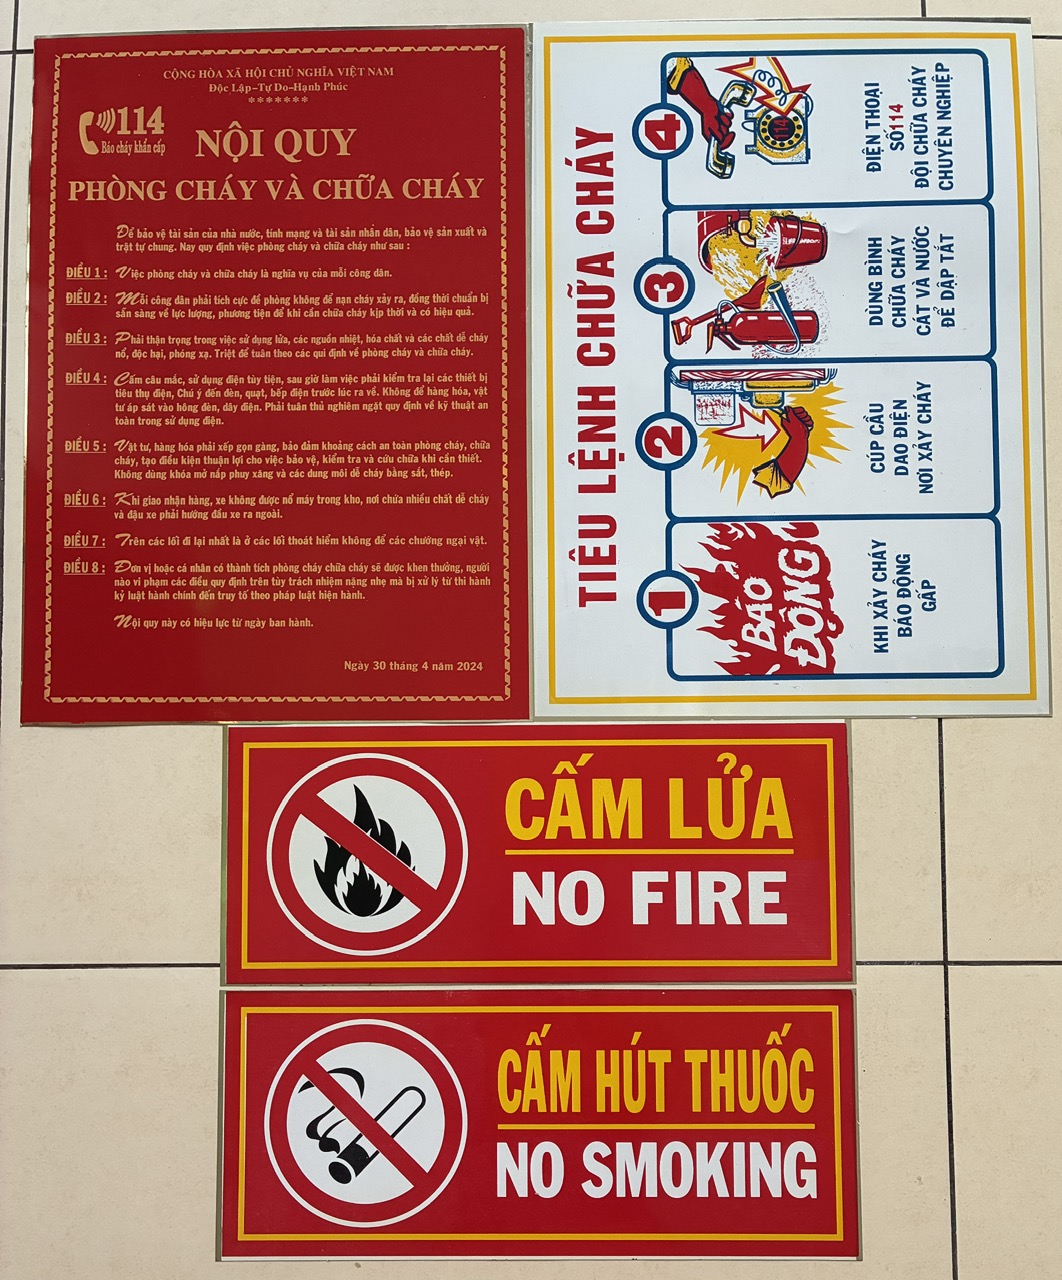 CỘNG HÒA XÃ HỘI CHỦ NGHĨA VIỆT NAM
Độc Lập-Tự Do-Hạnh Phúc
*******
114
Báo cháy khẩn cấp
NỘI QUY
PHÒNG CHÁY VÀ CHỮA CHÁY
Để bảo vệ tài sản của nhà nước, tính mạng và tài sản nhân dân, bảo vệ sản xuất và
trật tự chung. Nay quy định việc phòng cháy và chữa cháy như sau :
ĐIỀU 1 : Việc phòng cháy và chữa cháy là nghĩa vụ của mỗi công dân.
ĐIỀU 2 : Mỗi công dân phải tích cực đề phòng không để nạn cháy xảy ra, đồng thời chuẩn bị
sẵn sàng về lực lượng, phương tiện để khi cần chữa cháy kịp thời và có hiệu quả.
ĐIỀU 3 : Phải thận trọng trong việc sử dụng lửa, các nguồn nhiệt, hóa chất và các chất dễ cháy
nổ, độc hại, phóng xạ. Triệt để tuân theo các qui định về phòng cháy và chữa cháy.
ĐIỀU 4 : Cấm câu mắc, sử dụng điện tùy tiện, sau giờ làm việc phải kiểm tra lại các thiết bị
tiêu thụ điện, Chú ý đến đèn, quạt, bếp điện trước lúc ra về. Không để hàng hóa, vật
tư áp sát vào hông đèn, dây điện. Phải tuân thủ nghiêm ngặt quy định về kỹ thuật an
toàn trong sử dụng điện.
ĐIỀU 5 : Vật tư, hàng hóa phải xếp gọn gàng, bảo đảm khoảng cách an toàn phòng cháy, chữa
cháy, tạo điều kiện thuận lợi cho việc bảo vệ, kiểm tra và cứu chữa khi cần thiết.
Không dùng khóa mở nắp phuy xăng và các dung môi dễ cháy bằng sắt, thép.
ĐIỀU 6 : Khi giao nhận hàng, xe không được nổ máy trong kho, nơi chứa nhiều chất dễ cháy
và đậu xe phải hướng đầu xe ra ngoài.
ĐIỀU 7 : Trên các lối đi lại nhất là ở các lối thoát hiểm không để các chướng ngại vật.
ĐIỀU 8 : Đơn vị hoặc cá nhân có thành tích phòng cháy chữa cháy sẽ được khen thưởng, người
nào vi phạm các điều quy định trên tùy trách nhiệm nặng nhẹ mà bị xử lý từ thi hành
kỷ luật hành chính đến truy tố theo pháp luật hiện hành.
Nội quy này có hiệu lực từ ngày ban hành.
Ngày 30 tháng 4 năm 2024
TIÊU LỆNH CHỮA CHÁY
1
BÁO
ĐỘNG
KHI XẢY CHÁY
BÁO ĐỘNG
GẤP
2
CÚP CẦU
DAO ĐIỆN
NƠI XẢY CHÁY
3
DÙNG BÌNH
CHỮA CHÁY
CÁT VÀ NƯỚC
ĐỂ DẬP TẮT
4
114
ĐIỆN THOẠI
SỐ114
ĐỘI CHỮA CHÁY
CHUYÊN NGHIỆP
CẤM LỬA
NO FIRE
CẤM HÚT THUỐC
NO SMOKING